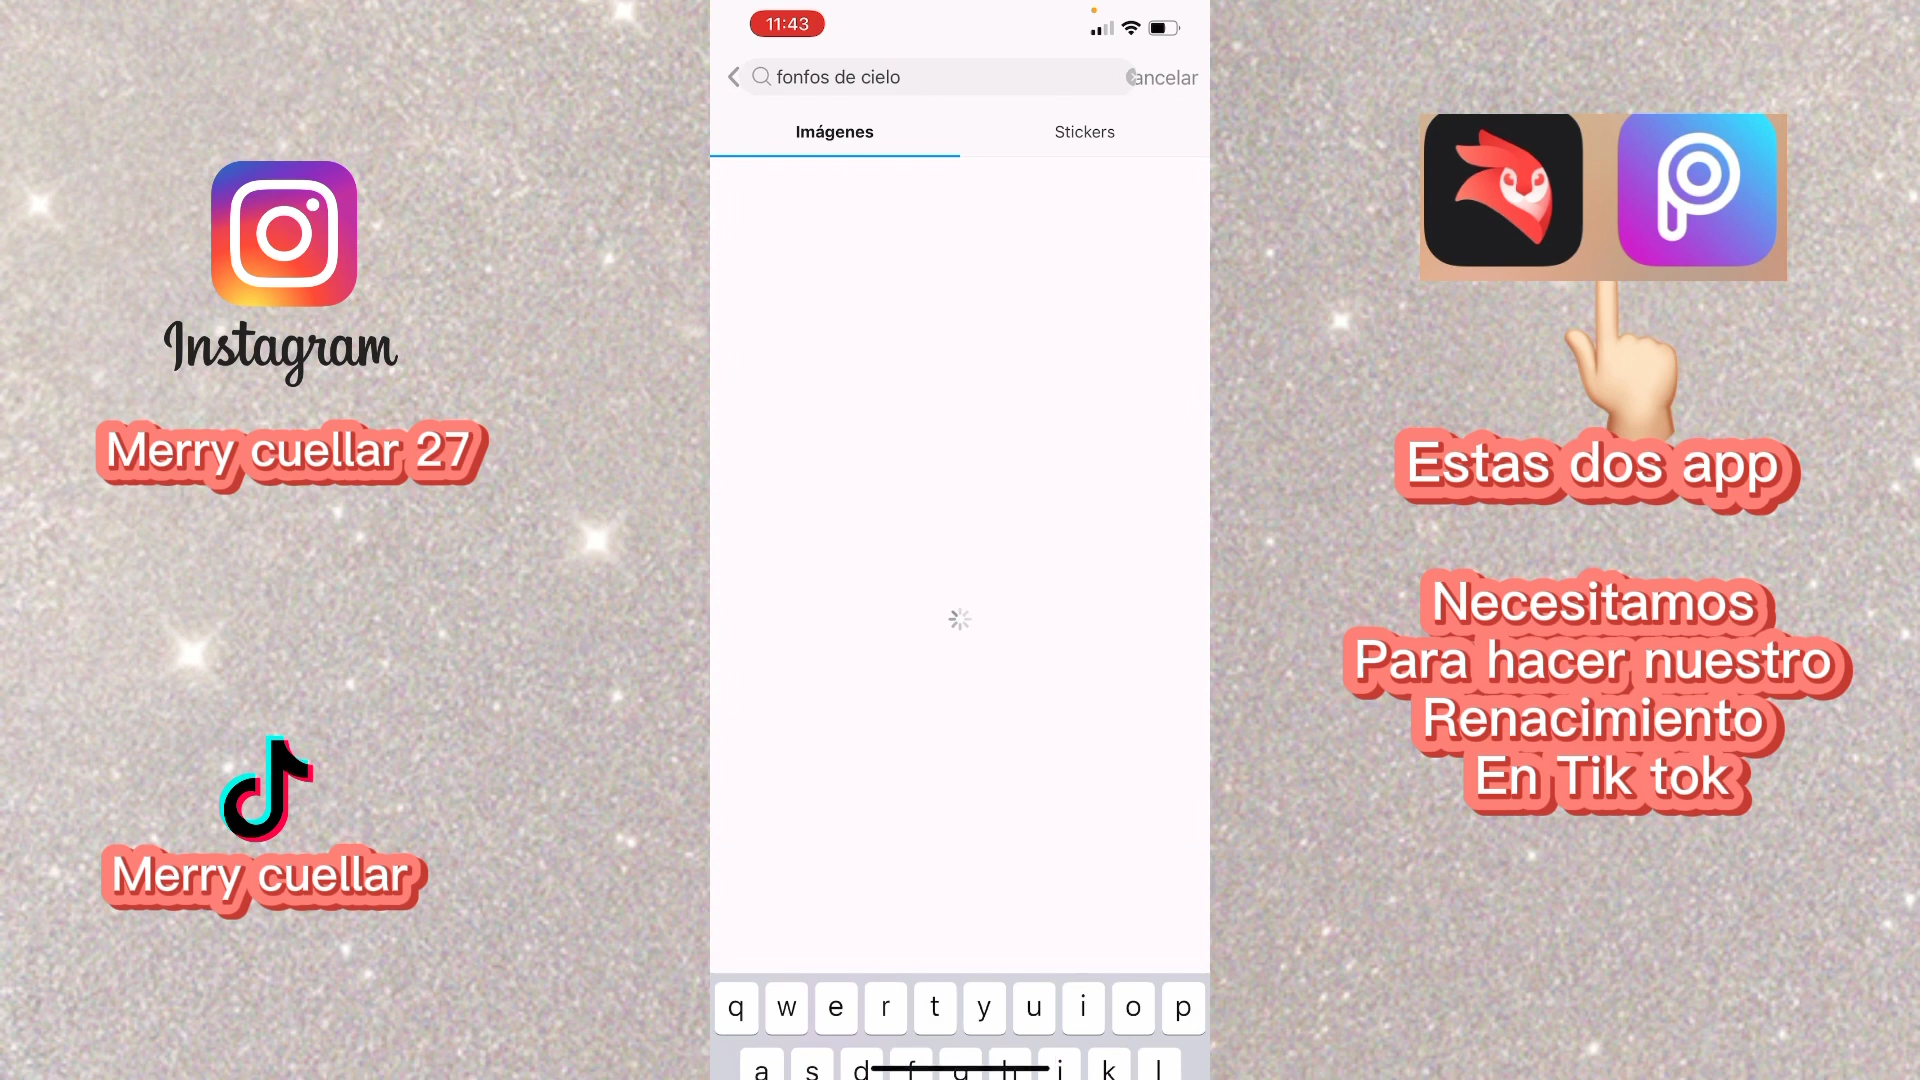 11:43
fonfos de cielo
ancelar
Imágenes
Stickers
Instagram
Merry cuellar 27
Merry cuellar
Estas dos app
Necesitamos
Para hacer nuestro
Renacimiento
En Tik tok
q w e r t y u i o p
a s d f g h j k l